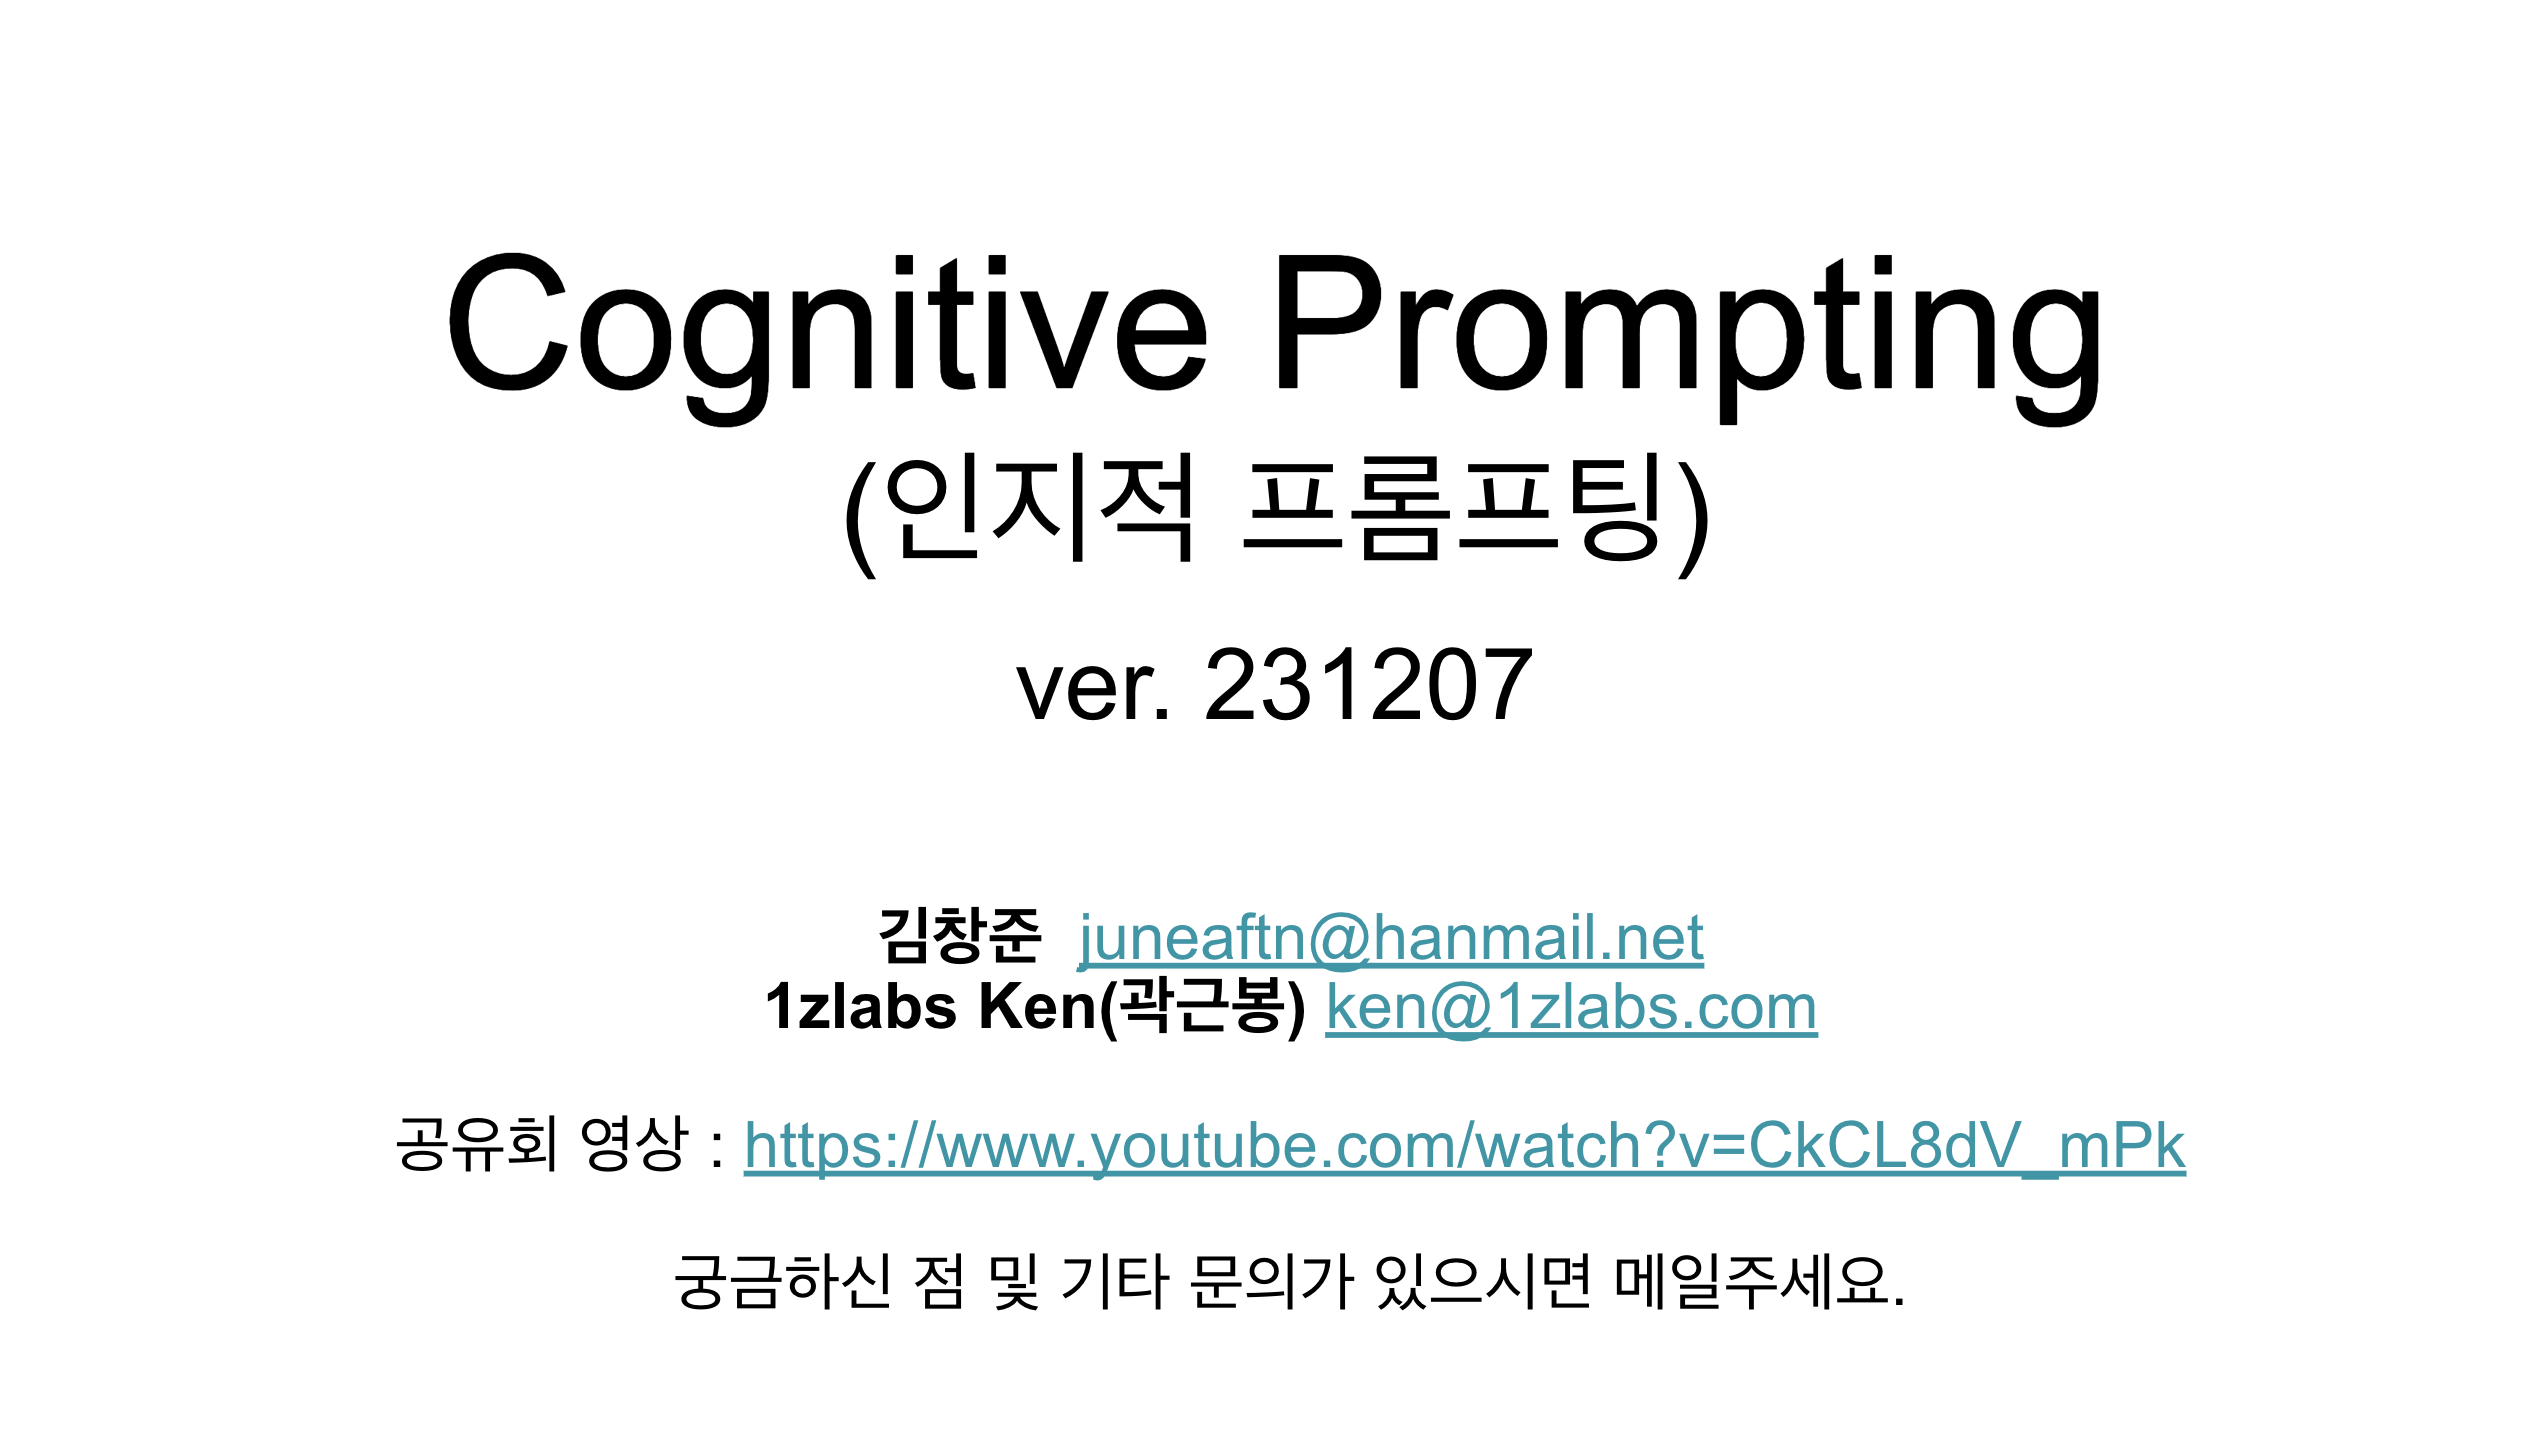 Cognitive Prompting
(인지적 프롬프팅)
ver. 231207
김창준 juneaftn@hanmail.net
1zlabs Ken(곽근봉) ken@1zlabs.com
공유회 영상 : https://www.youtube.com/watch?v=CkCL8dV_mPk
궁금하신 점 및 기타 문의가 있으시면 메일주세요.